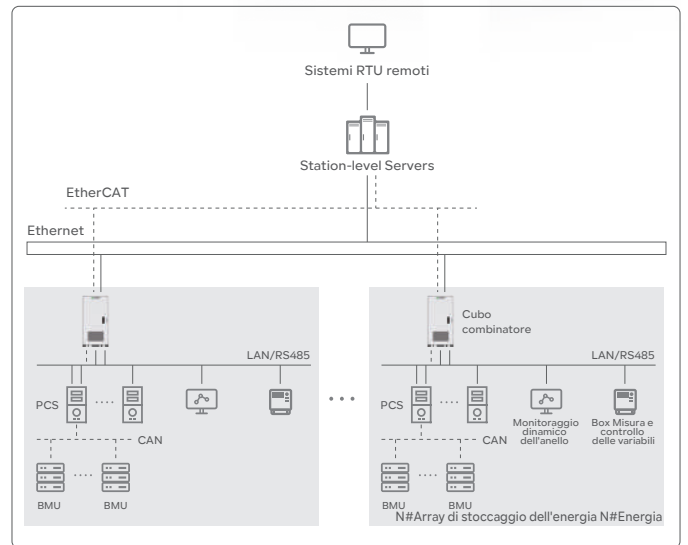 Sistemi RTU remoti
Station-level Servers
EtherCAT
Ethernet
Cubo
combinatore
LAN/RS485
LAN/RS485
PCS
PCS
Monitoraggio
dinamico
dell'anello
Box Misura e
controllo
delle variabili
CAN
CAN
BMU
BMU
BMU
BMU
N#Array di stoccaggio dell'energia N#Energia